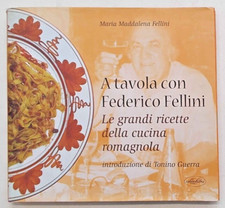 Maria Maddalena Fellini
A tavola con
Federico Fellini
Le grandi ricette
della cucina
romagnola
introduzione di Tonino Guerra